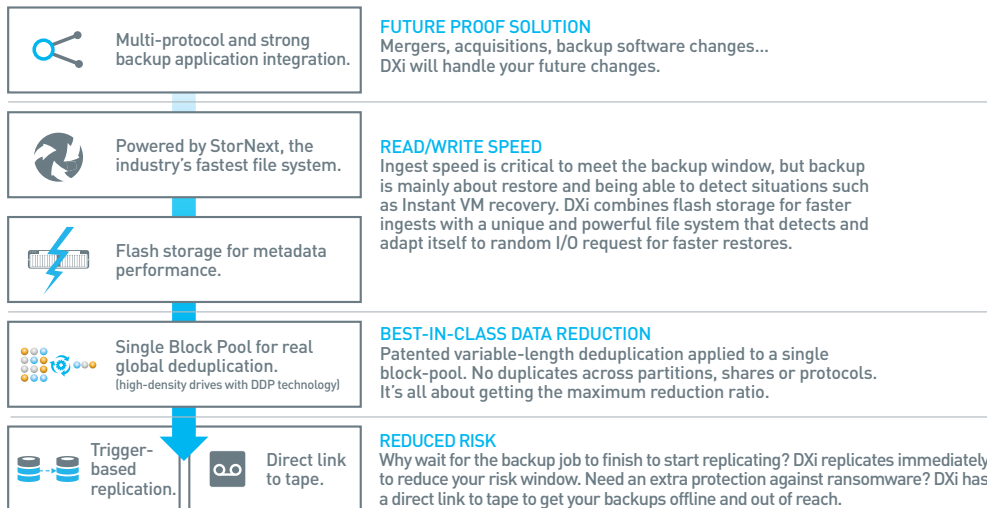 Multi-protocol and strong
backup application integration.
FUTURE PROOF SOLUTION
Mergers, acquisitions, backup software changes...
DXi will handle your future changes.
Powered by StorNext, the
industry's fastest file system.
Flash storage for metadata
performance.
READ/WRITE SPEED
Ingest speed is critical to meet the backup window, but backup
is mainly about restore and being able to detect situations such
as Instant VM recovery. DXi combines flash storage for faster
ingests with a unique and powerful file system that detects and
adapt itself to random I/O request for faster restores.
Single Block Pool for real
global deduplication.
(high-density drives with DDP technology)
BEST-IN-CLASS DATA REDUCTION
Patented variable-length deduplication applied to a single
block-pool. No duplicates across partitions, shares or protocols.
It's all about getting the maximum reduction ratio.
Trigger-
based
replication.
Direct link
to tape.
REDUCED RISK
Why wait for the backup job to finish to start replicating? DXi replicates immediately
to reduce your risk window. Need an extra protection against ransomware? DXi has
a direct link to tape to get your backups offline and out of reach.